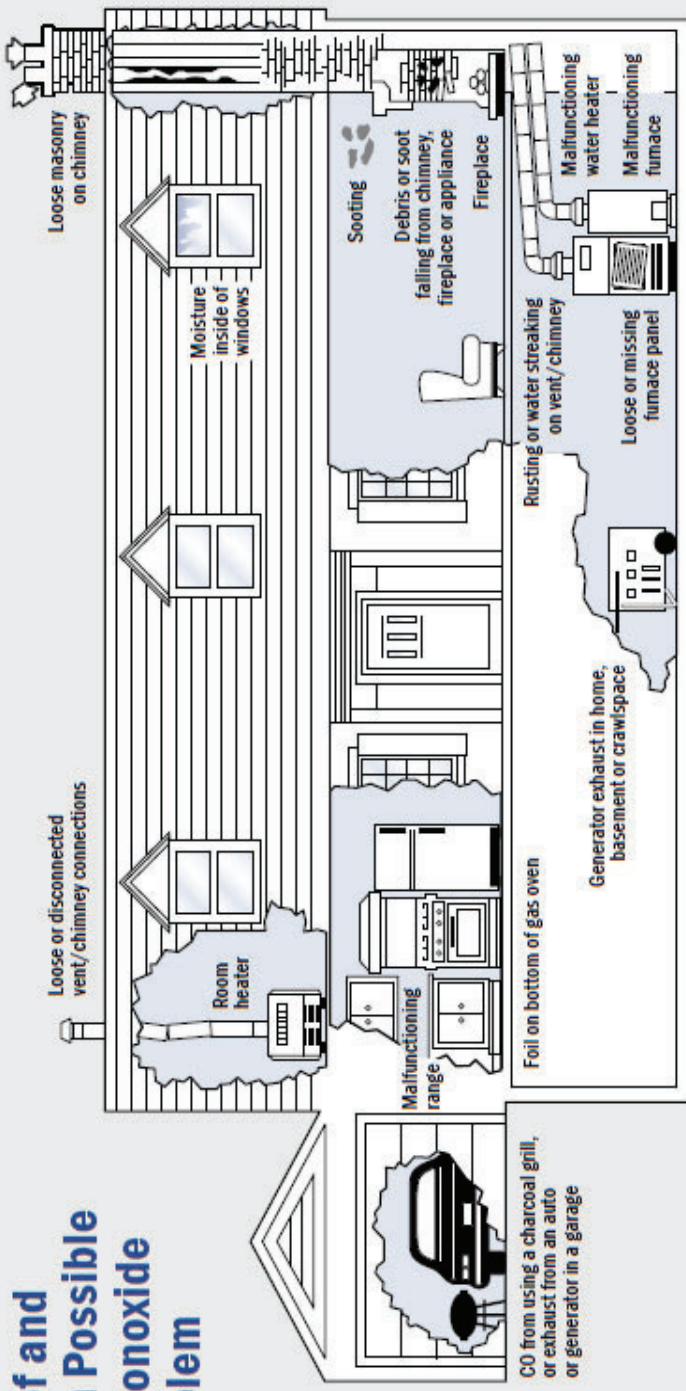 f and
Possible
onoxide
lem
Loose or disconnected
vent/chimney connections
Loose masonry
on chimney
Room
heater
Moisture
inside of
windows
Sooting
Debris or soot
falling from chimney,
fireplace or appliance
Fireplace
Malfunctioning
range
CO from using a charcoal grill,
or exhaust from an auto
or generator in a garage
Foil on bottom of gas oven
Generator exhaust in home,
basement or crawlspace
Rusting or water streaking
on vent/chimney
Loose or missing
furnace panel
Malfunctioning
water heater
Malfunctioning
furnace